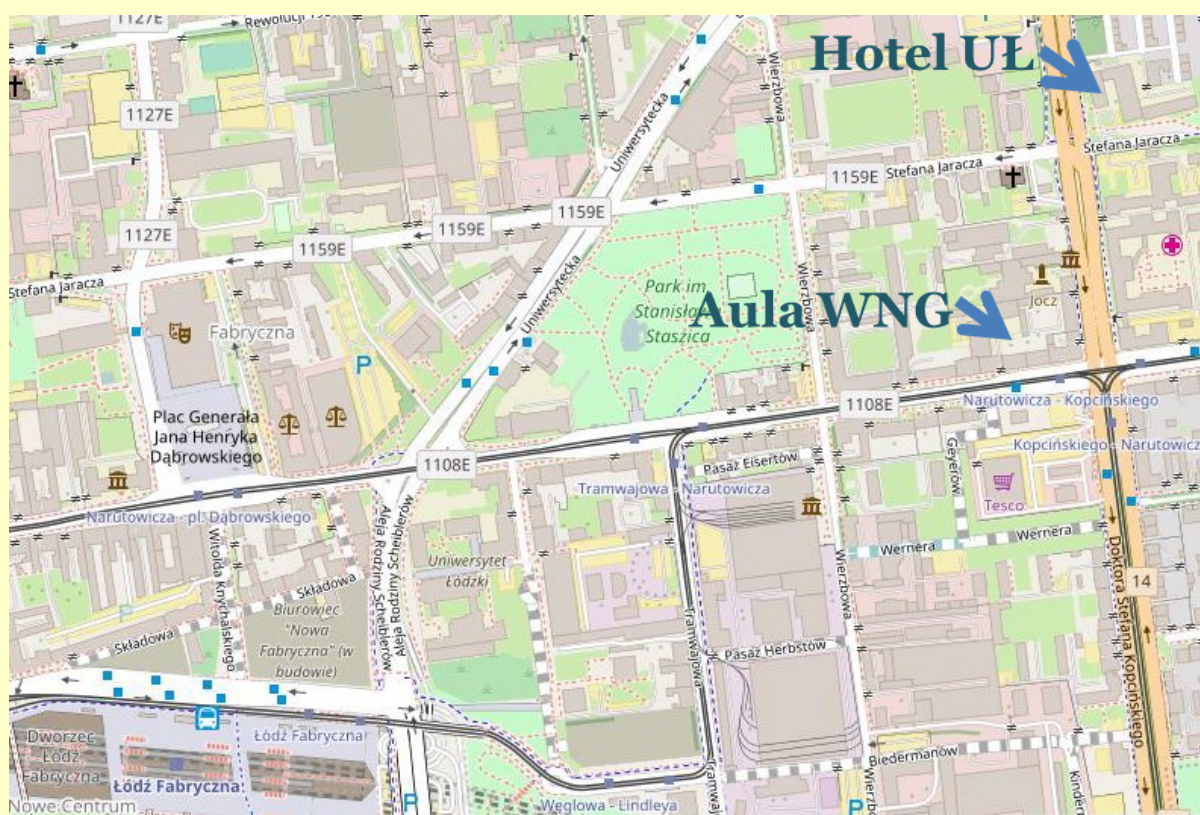 1127E
Rewolucji
Hotel UŁ
Wierzbowa
1127E
Uniwersytecka
Stefana Jaracza
1159E
Stefana Jaracza
1159E
1127E
1159E
1159E
Stefana Jaracza
Park im
Stanisława
Staszica
Aula WNG
Jocz
Wierzbowa
Fabryczna
P
Uniwersytecka
Narutowicza - Kopcińskiego
1108E
Plac Generała
Jana Henryka
Dąbrowskiego
Kopcińskiego - Narutowicz
Geyerów
1108E
Pasaż Eisertów
Tramwajowa - Narutowicza
Tesco
Narutowicza - pl. Dąbrowskiego
Aleja Rodziny Scheiblerów
Aleja Rodziny Scheiblerów
Witolda Knychalskiego
Składowa
Uniwersytet
Łódzki
Wernera
Wernera
Wierzbowa
Doktora Stefana Kopcińskiego
14
P
Biurowiec
"Nowa
Fabryczna" (w
budowie)
Składowa
Tramwajowa
Pasaż Herbstów
Dworzec
Łódź
Fabryczna
Łódź Fabryczna
Biedermanów
Łódź Fabryczna
Nowe Centrum
P
Węglowa - Lindleya
Tramwaj
P
Wierzbo
Kinderm